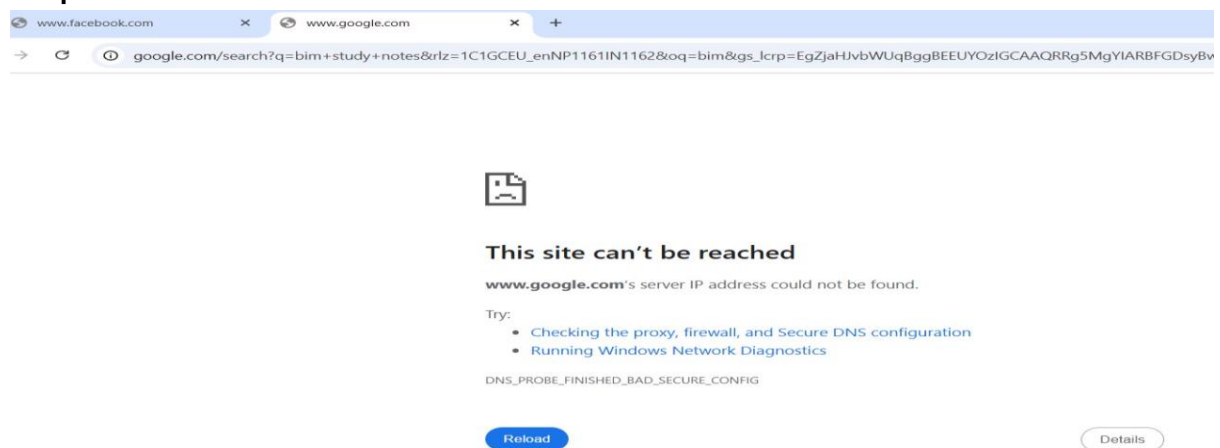 www.facebook.com
www.google.com
google.com/search?q=bim+study+notes&rlz=1C1GCEU_enNP1161IN1162&oq=bim&gs_lcrp=EgZjaHJvbWUqBggBEEUYOzIGCAAQRRg5MgYIARBFGDsyBw
This site can't be reached
www.google.com's server IP address could not be found.
Try:
• Checking the proxy, firewall, and Secure DNS configuration
• Running Windows Network Diagnostics
DNS_PROBE_FINISHED_BAD_SECURE_CONFIG
Reload Details